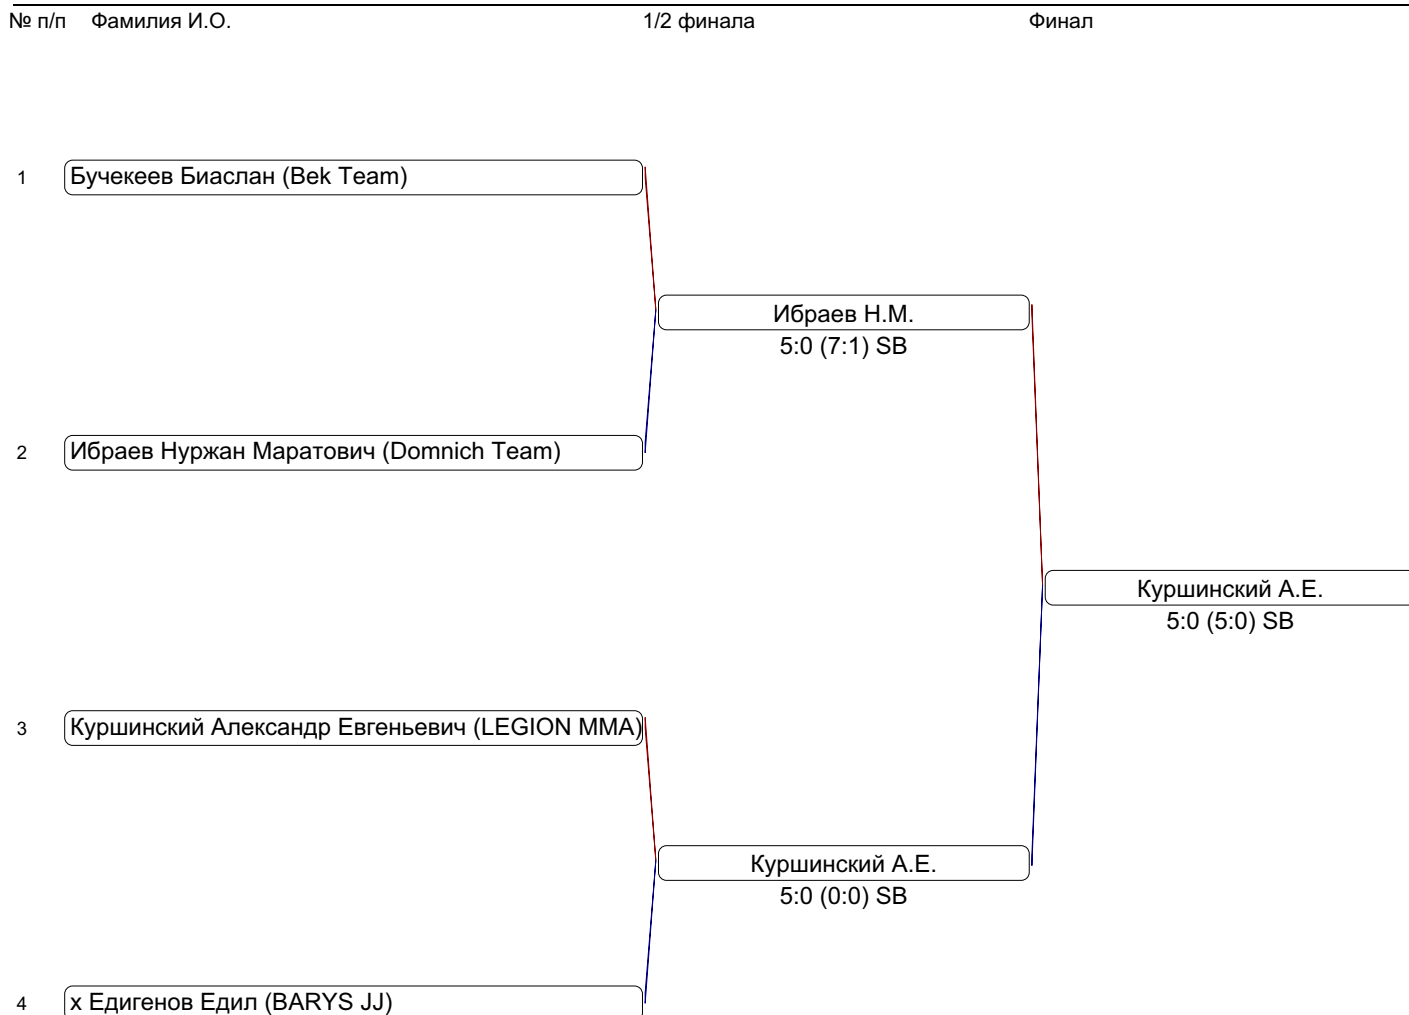 № п/п Фамилия И.О. 1/2 финала Финал
1 Бучекеев Биаслан (Bek Team)
Ибраев Н.М.
5:0 (7:1) SB
2 Ибраев Нуржан Маратович (Domnich Team)
Куршинский А.Е.
5:0 (5:0) SB
3 Куршинский Александр Евгеньевич (LEGION MMA)
Куршинский А.Е.
5:0 (0:0) SB
4 х Едигенов Едил (BARYS JJ)